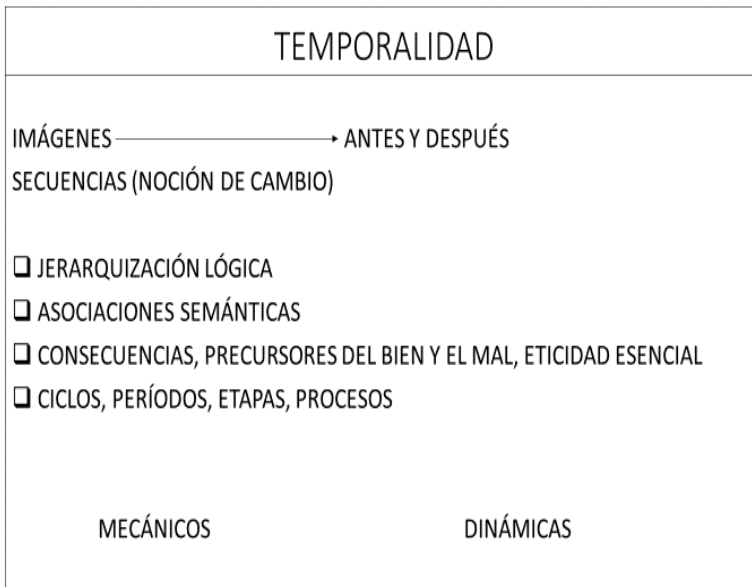 TEMPORALIDAD
IMÁGENES ANTES Y DESPUÉS
SECUENCIAS (NOCIÓN DE CAMBIO)
JERARQUIZACIÓN LÓGICA
ASOCIACIONES SEMÁNTICAS
CONSECUENCIAS, PRECURSORES DEL BIEN Y EL MAL, ETICIDAD ESENCIAL
CICLOS, PERÍODOS, ETAPAS, PROCESOS
MECÁNICOS DINÁMICAS